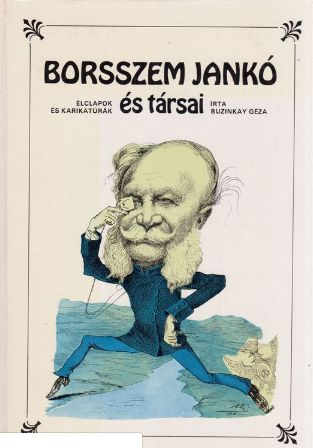 BORSSZEM JANKÓ
ÉLCLAPOK
ÉS KARIKATÚRÁK
és társai
ÍRTA
BUZINKAY GÉZA